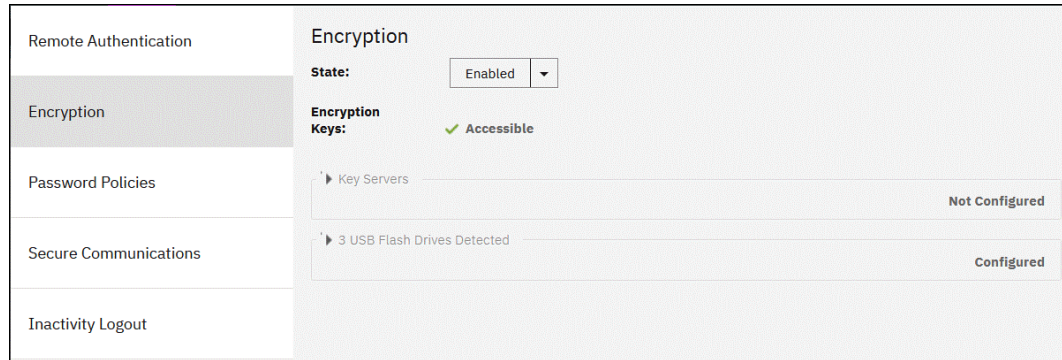 Remote Authentication
Encryption
Password Policies
Secure Communications
Inactivity Logout
Encryption
State:
Enabled
Encryption
Keys:
Accessible
Key Servers
Not Configured
3 USB Flash Drives Detected
Configured